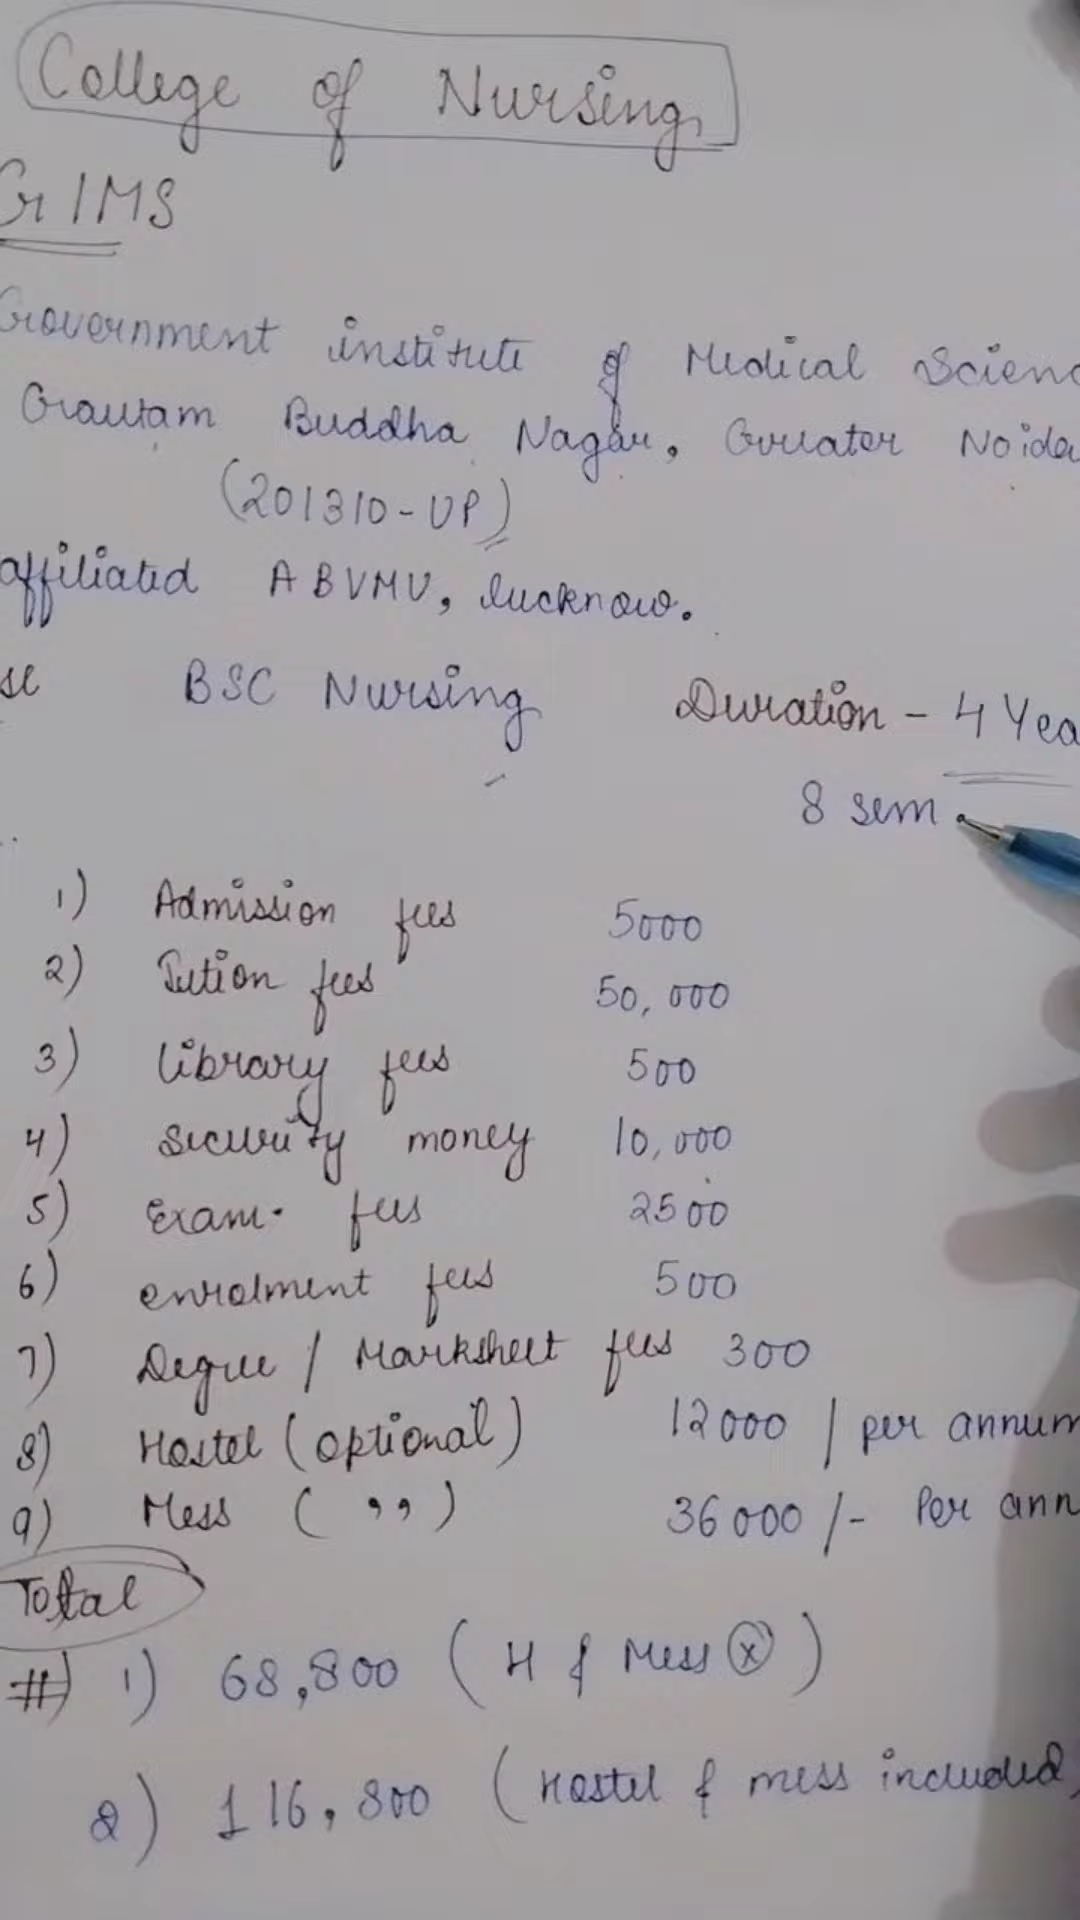 College of Nursing
GIMS
Government institute of Medical Scienc
Grautam Buddha Nagar, Greater Noida
(201310-UP)
affiliated ABVMU, lucknow.
se BSC Nursing Duration - 4 Yea
8 sem
1) Admission fees 5000
2) Tution fees 50,000
3) library fees 500
4) Security money 10,000
5) Exam. fees 2500
6) enrolment fees 500
7) Degree / Marksheet fees 300
8) Hostel (optional) 12000 / per annum
9) Mess ( ,, ) 36000 /- Per ann
Total
#) 1) 68,800 ( H & Mess ⓧ )
2) 116,800 ( Hostel & mess included